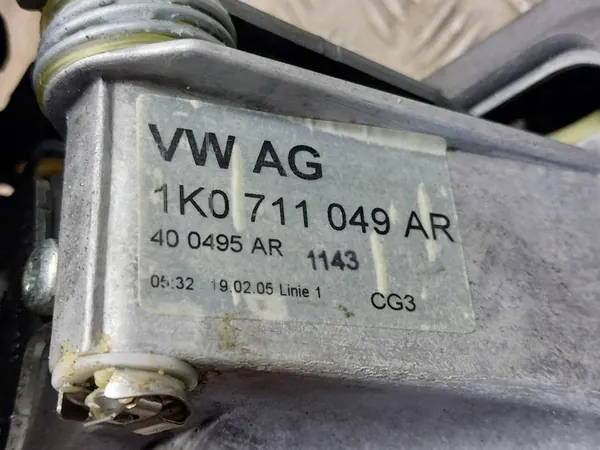 VW AG
1K0 711 049 AR
40 0495 AR 1143
05:32 19.02.05 Linie 1 CG3